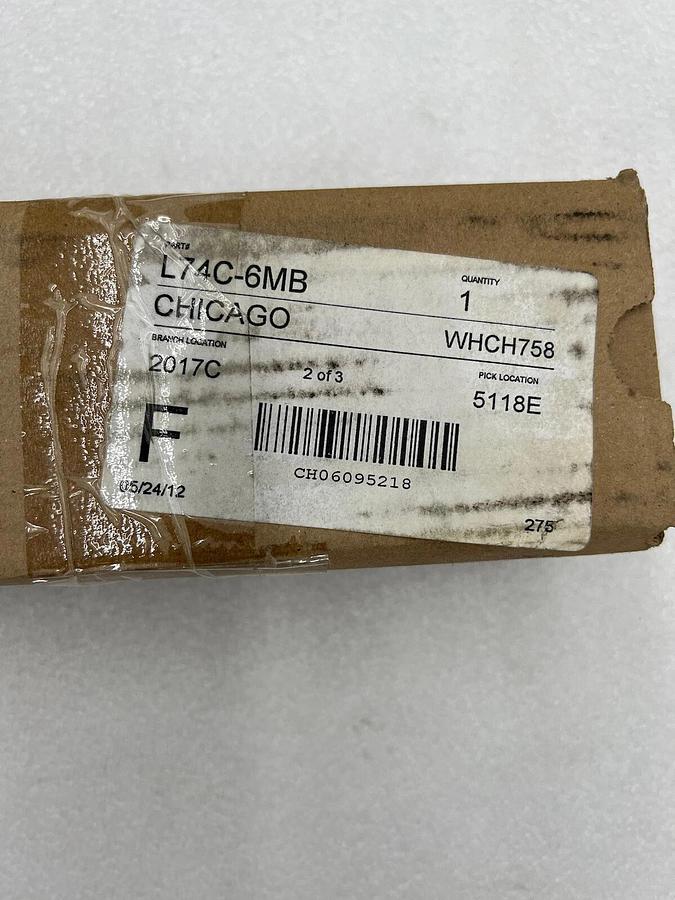 PART#
L74C-6MB
QUANTITY
1
CHICAGO
WHCH758
BRANCH LOCATION
2017C
2 of 3
PICK LOCATION
5118E
F
CH06095218
05/24/12
275